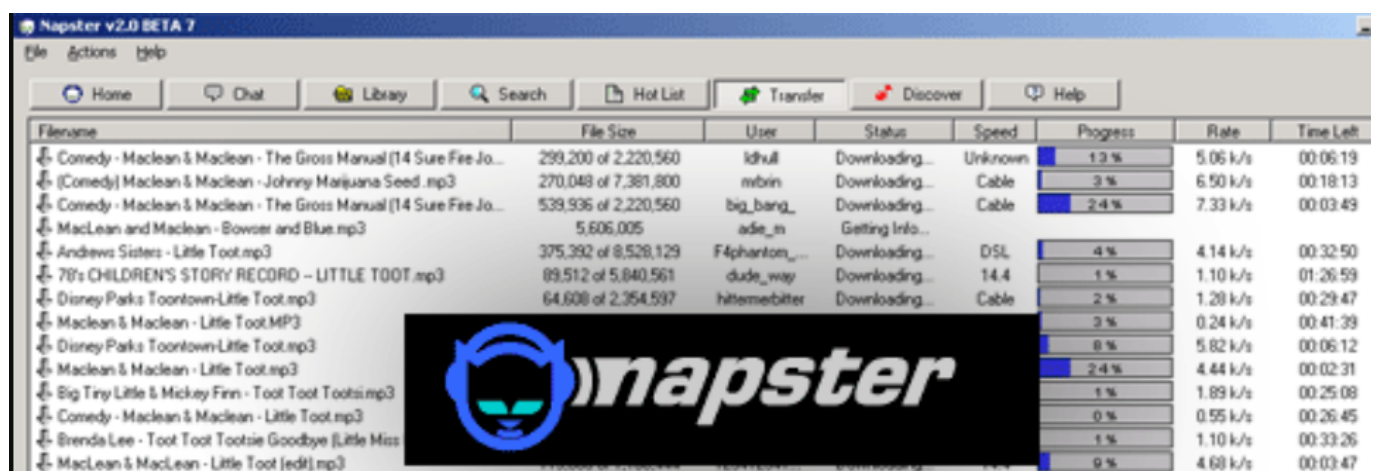 Napster v2.0 BETA 7
File Actions Help
Home Chat Library Search Hot List Transfer Discover Help
Filename File Size User Status Speed Progress Rate Time Left
Comedy - Maclean & Maclean - The Gross Manual (14 Sure Fire Jo... 299,200 of 2,220,560 ldhull Downloading... Unknown 13 % 5.06 k/s 00:06:19
(Comedy) Maclean & Maclean - Johnny Marijuana Seed .mp3 270,048 of 7,381,800 mrbrin Downloading... Cable 3 % 6.50 k/s 00:18:13
Comedy - Maclean & Maclean - The Gross Manual (14 Sure Fire Jo... 539,936 of 2,220,560 big_bang_ Downloading... Cable 24 % 7.33 k/s 00:03:49
MacLean and Maclean - Bowser and Blue.mp3 5,606,005 adie_m Getting Info...
Andrews Sisters - Little Toot.mp3 375,392 of 8,528,129 F4phantom_... Downloading... DSL 4 % 4.14 k/s 00:32:50
78's CHILDREN'S STORY RECORD -- LITTLE TOOT.mp3 89,512 of 5,840,561 dude_way Downloading... 14.4 1 % 1.10 k/s 01:26:59
Disney Parks Toontown-Little Toot.mp3 64,608 of 2,354,597 hittermerbitter Downloading... Cable 2 % 1.28 k/s 00:29:47
Maclean & Maclean - Little Toot.MP3 3 % 0.24 k/s 00:41:39
Disney Parks Toontown-Little Toot.mp3 8 % 5.82 k/s 00:06:12
Maclean & Maclean - Little Toot.mp3 24 % 4.44 k/s 00:02:31
Big Tiny Little & Mickey Finn - Toot Toot Tootsi.mp3 1 % 1.89 k/s 00:25:08
Comedy - Maclean & Maclean - Little Toot.mp3 0 % 0.55 k/s 00:26:45
Brenda Lee - Toot Toot Tootsie Goodbye (Little Miss 1 % 1.10 k/s 00:33:26
MacLean & MacLean - Little Toot (edit).mp3 9 % 4.68 k/s 00:03:47
napster